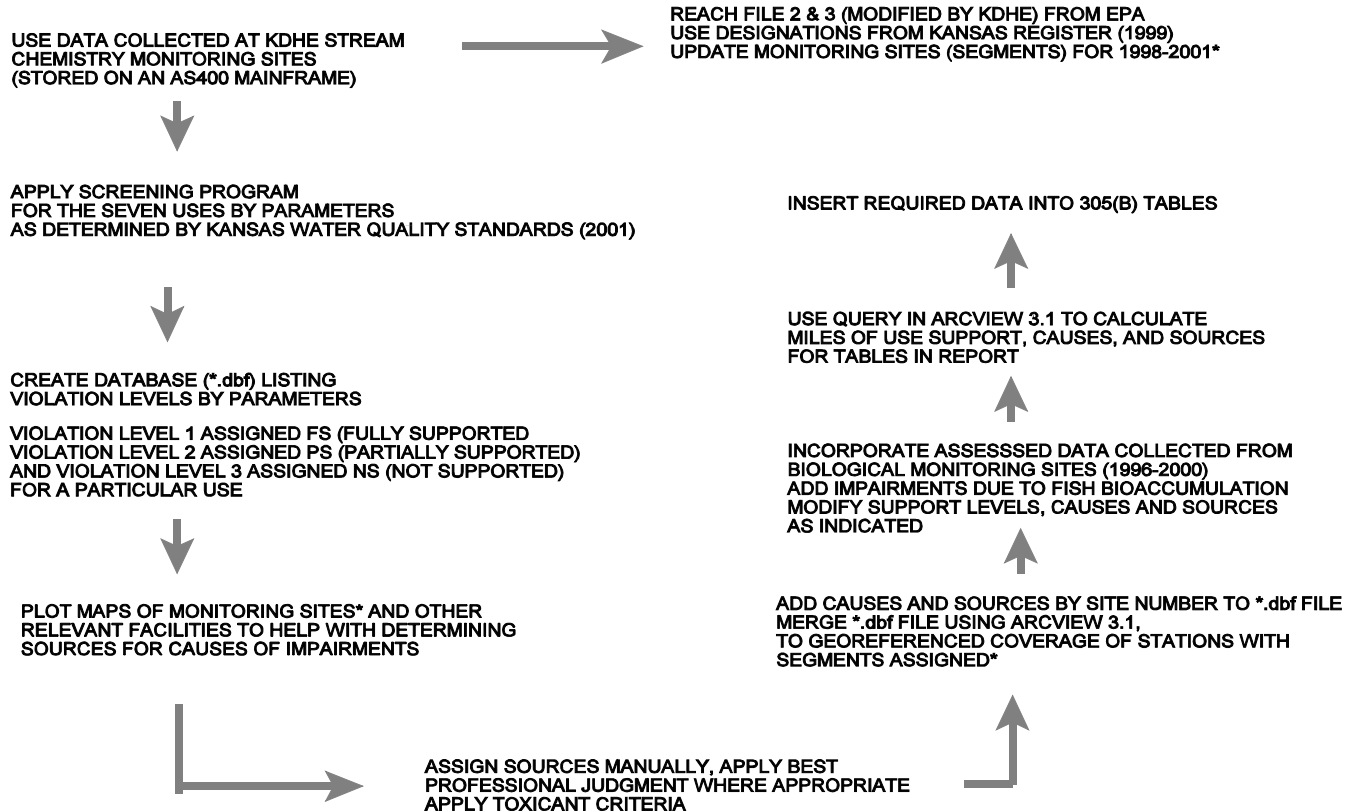 USE DATA COLLECTED AT KDHE STREAM
CHEMISTRY MONITORING SITES
(STORED ON AN AS400 MAINFRAME)
REACH FILE 2 & 3 (MODIFIED BY KDHE) FROM EPA
USE DESIGNATIONS FROM KANSAS REGISTER (1999)
UPDATE MONITORING SITES (SEGMENTS) FOR 1998-2001*
APPLY SCREENING PROGRAM
FOR THE SEVEN USES BY PARAMETERS
AS DETERMINED BY KANSAS WATER QUALITY STANDARDS (2001)
CREATE DATABASE (*.dbf) LISTING
VIOLATION LEVELS BY PARAMETERS
VIOLATION LEVEL 1 ASSIGNED FS (FULLY SUPPORTED
VIOLATION LEVEL 2 ASSIGNED PS (PARTIALLY SUPPORTED)
AND VIOLATION LEVEL 3 ASSIGNED NS (NOT SUPPORTED)
FOR A PARTICULAR USE
PLOT MAPS OF MONITORING SITES* AND OTHER
RELEVANT FACILITIES TO HELP WITH DETERMINING
SOURCES FOR CAUSES OF IMPAIRMENTS
ASSIGN SOURCES MANUALLY, APPLY BEST
PROFESSIONAL JUDGMENT WHERE APPROPRIATE
APPLY TOXICANT CRITERIA
ADD CAUSES AND SOURCES BY SITE NUMBER TO *.dbf FILE
MERGE *.dbf FILE USING ARCVIEW 3.1,
TO GEOREFERENCED COVERAGE OF STATIONS WITH
SEGMENTS ASSIGNED*
INCORPORATE ASSESSSED DATA COLLECTED FROM
BIOLOGICAL MONITORING SITES (1996-2000)
ADD IMPAIRMENTS DUE TO FISH BIOACCUMULATION
MODIFY SUPPORT LEVELS, CAUSES AND SOURCES
AS INDICATED
USE QUERY IN ARCVIEW 3.1 TO CALCULATE
MILES OF USE SUPPORT, CAUSES, AND SOURCES
FOR TABLES IN REPORT
INSERT REQUIRED DATA INTO 305(B) TABLES